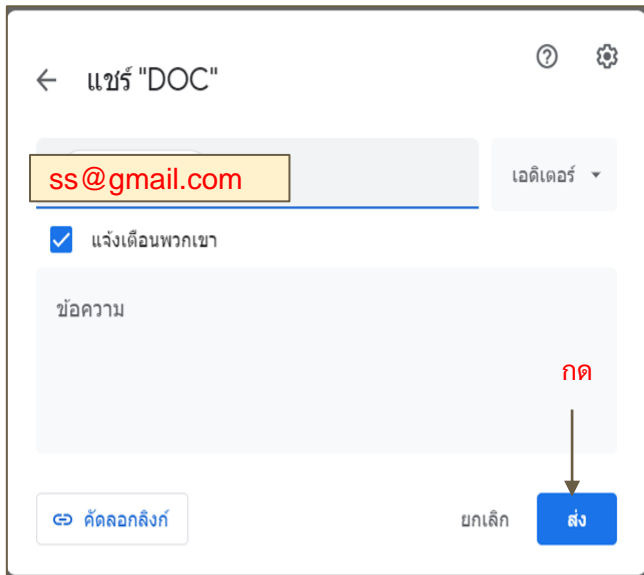 แชร์ "DOC"
ss@gmail.com
เอดิเตอร์
แจ้งเตือนพวกเขา
ข้อความ
กด
คัดลอกลิงก์
ยกเลิก
ส่ง